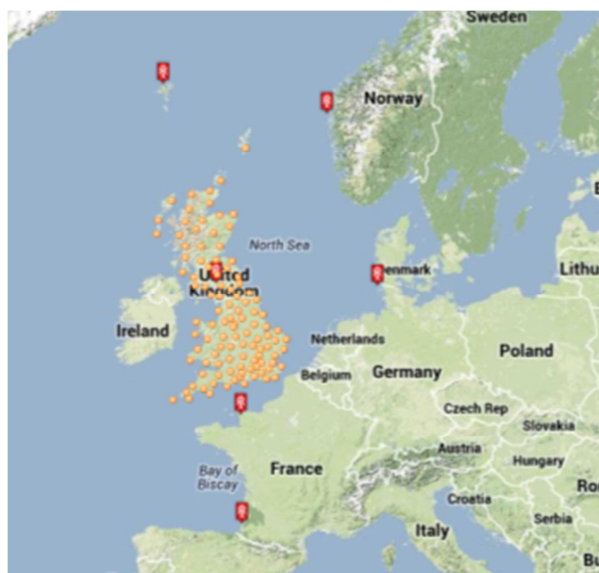 Sweden
Norway
North Sea
United
Kingdom
enmark
Lithu
Ireland
Netherlands
Belgium
Germany
Poland
Czech Rep
Slovakia
Austria
Hungary
France
Bay of
Biscay
Croatia
Ro
Serbia
Italy
Bu